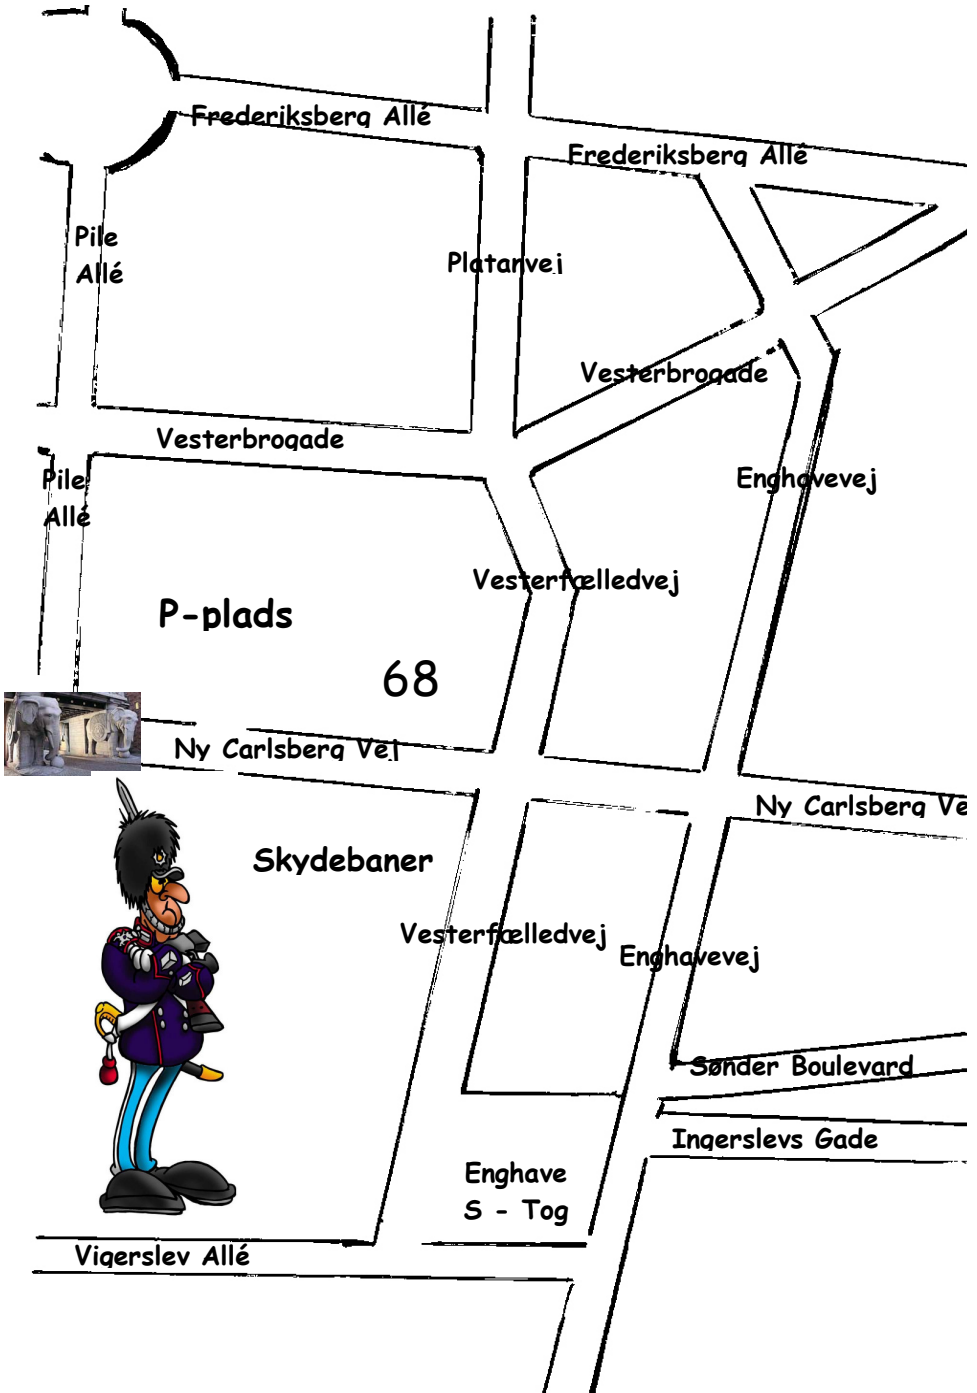 Frederiksberg Allé
Frederiksberg Allé
Pile
Allé
Platanvej
Vesterbrogade
Vesterbrogade
Pile
Allé
Enghavevej
Vesterfælledvej
P-plads
68
Ny Carlsberg Vej
Ny Carlsberg Ve
Skydebaner
Vesterfælledvej
Enghavevej
Sønder Boulevard
Ingerslevs Gade
Enghave
S - Tog
Vigerslev Allé